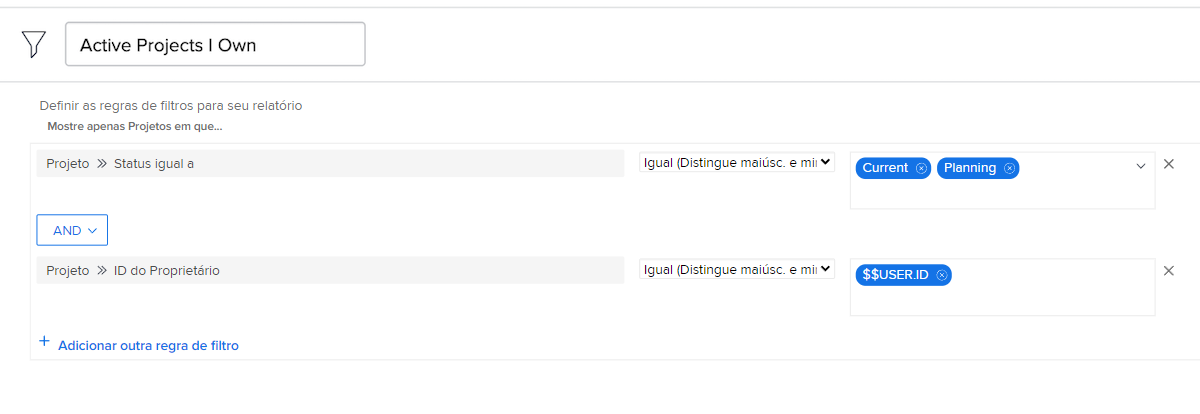 Active Projects I Own
Definir as regras de filtros para seu relatório
Mostre apenas Projetos em que...
Projeto » Status igual a Igual (Distingue maiúsc. e mi Current Planning
AND
Projeto » ID do Proprietário Igual (Distingue maiúsc. e mi $$USER.ID
+ Adicionar outra regra de filtro